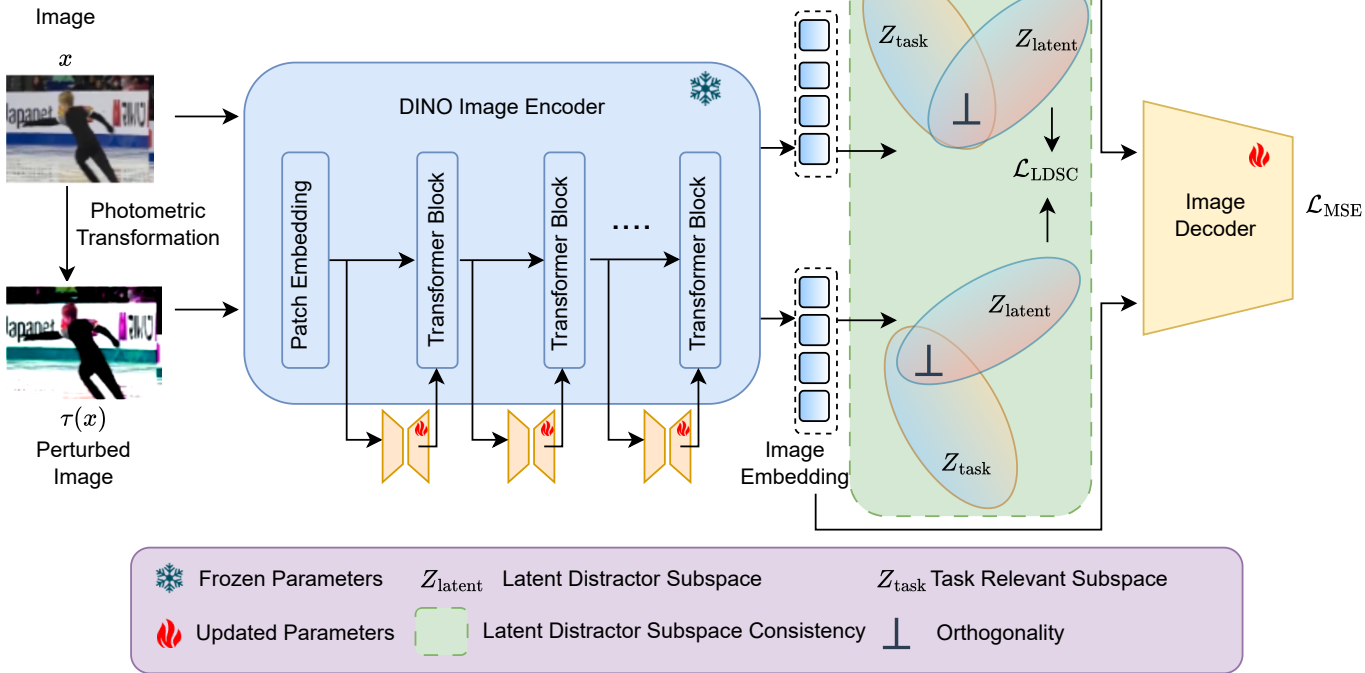 Image
x
Japanet
Photometric
Transformation
Japanet
τ(x)
Perturbed
Image
DINO Image Encoder
Patch Embedding
Transformer Block
Transformer Block
....
Transformer Block
Image
Embedding
Z_task
Z_latent
⊥
ℒ_LDSC
Z_latent
⊥
Z_task
Image
Decoder
ℒ_MSE
Frozen Parameters
Z_latent Latent Distractor Subspace
Z_task Task Relevant Subspace
Updated Parameters
Latent Distractor Subspace Consistency
⊥ Orthogonality